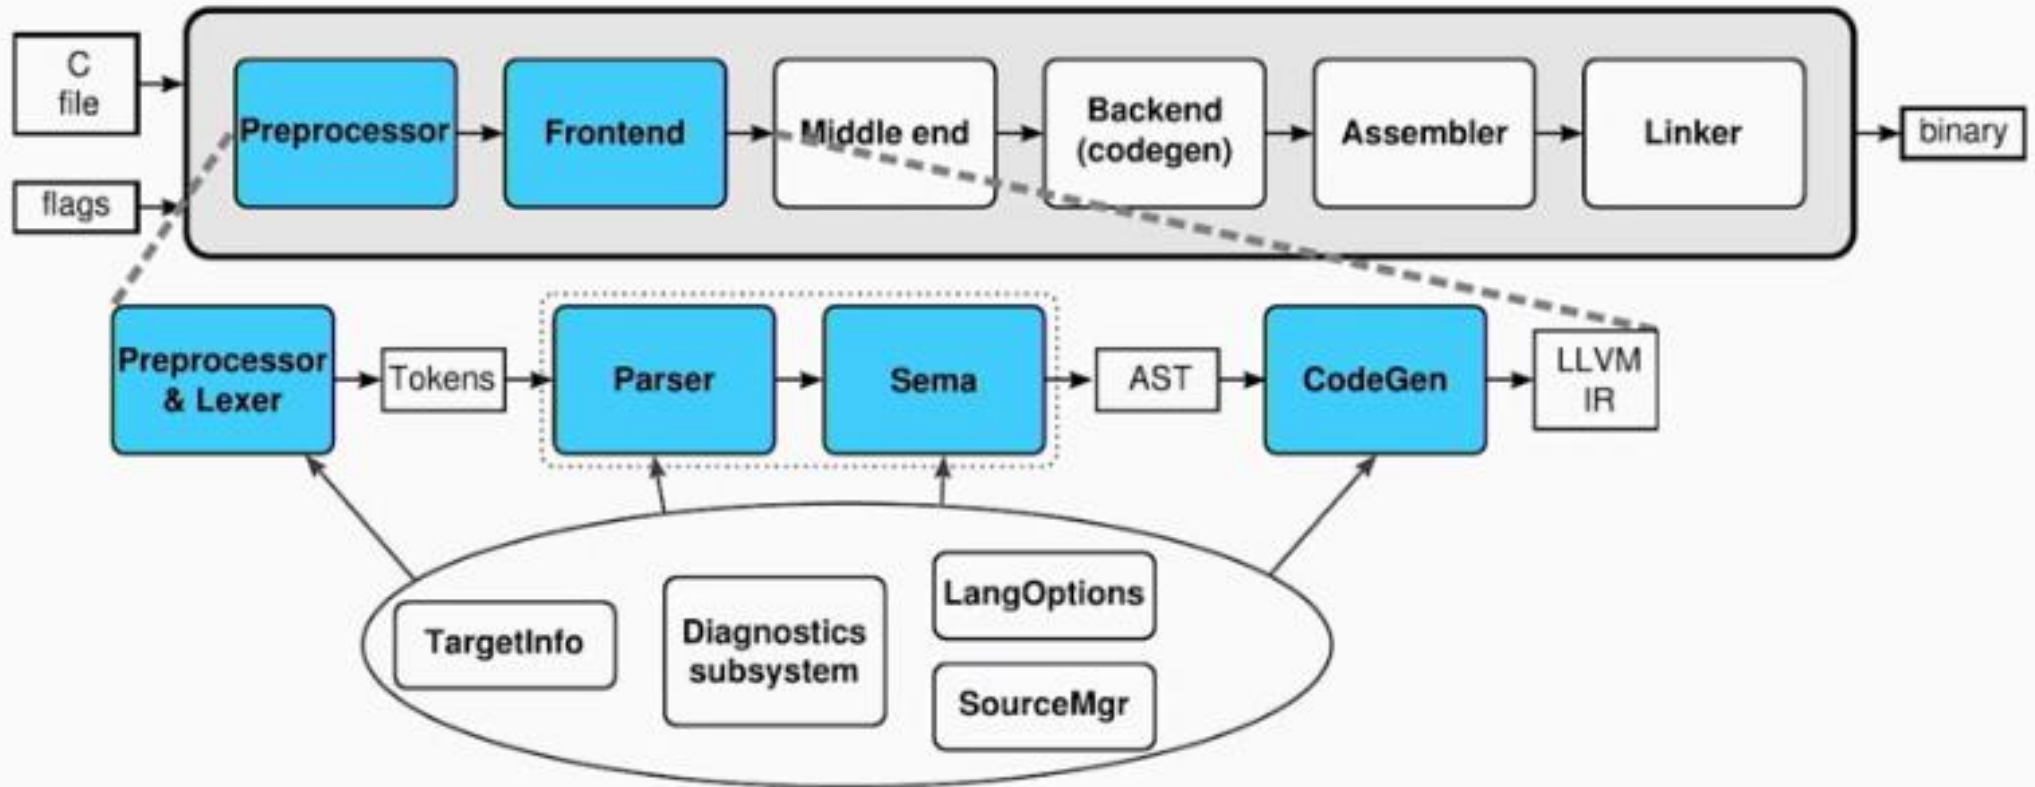 C
file
flags
Preprocessor
Frontend
Middle end
Backend
(codegen)
Assembler
Linker
binary
Preprocessor
& Lexer
Tokens
Parser
Sema
AST
CodeGen
LLVM
IR
TargetInfo
Diagnostics
subsystem
LangOptions
SourceMgr